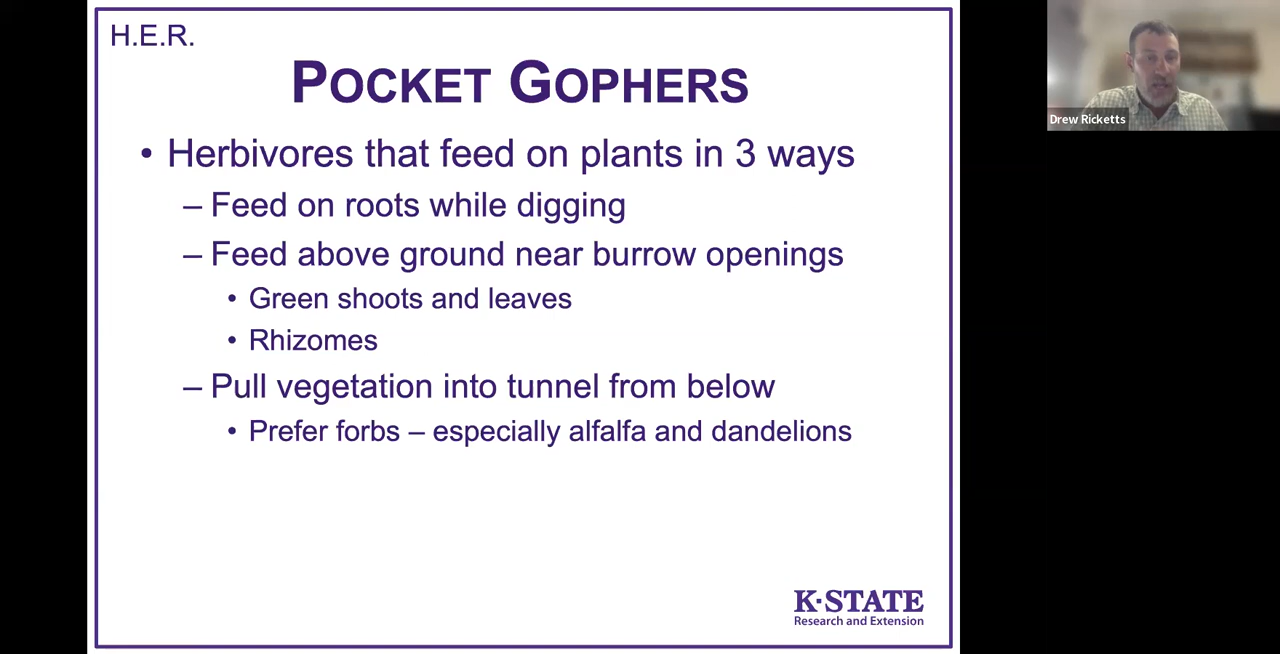 H.E.R.
POCKET GOPHERS
• Herbivores that feed on plants in 3 ways
– Feed on roots while digging
– Feed above ground near burrow openings
• Green shoots and leaves
• Rhizomes
– Pull vegetation into tunnel from below
• Prefer forbs – especially alfalfa and dandelions
K·STATE
Research and Extension
Drew Ricketts